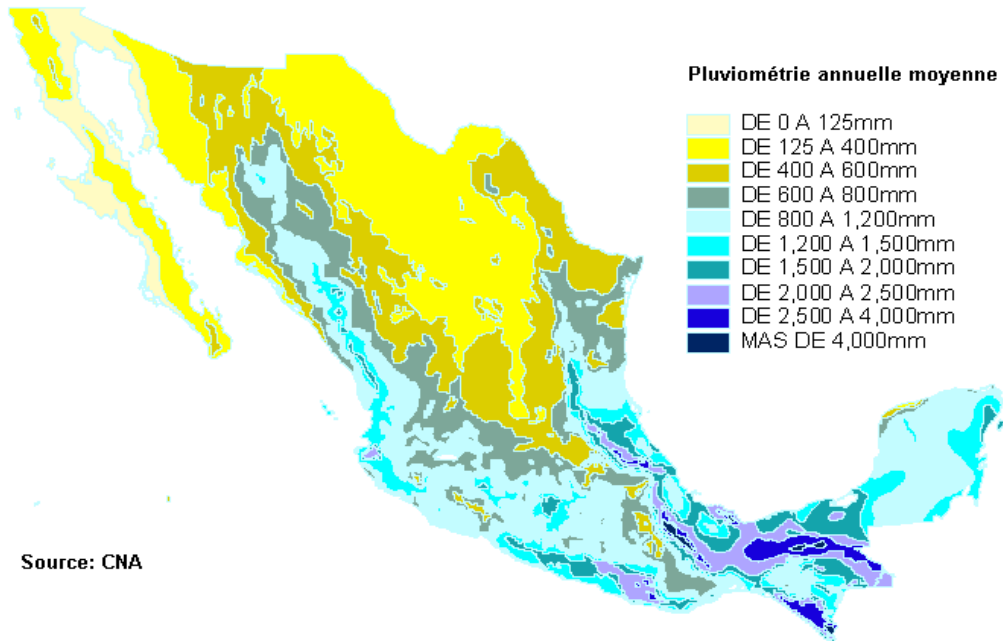 Pluviométrie annuelle moyenne
DE 0 A 125mm
DE 125 A 400mm
DE 400 A 600mm
DE 600 A 800mm
DE 800 A 1,200mm
DE 1,200 A 1,500mm
DE 1,500 A 2,000mm
DE 2,000 A 2,500mm
DE 2,500 A 4,000mm
MAS DE 4,000mm
Source: CNA